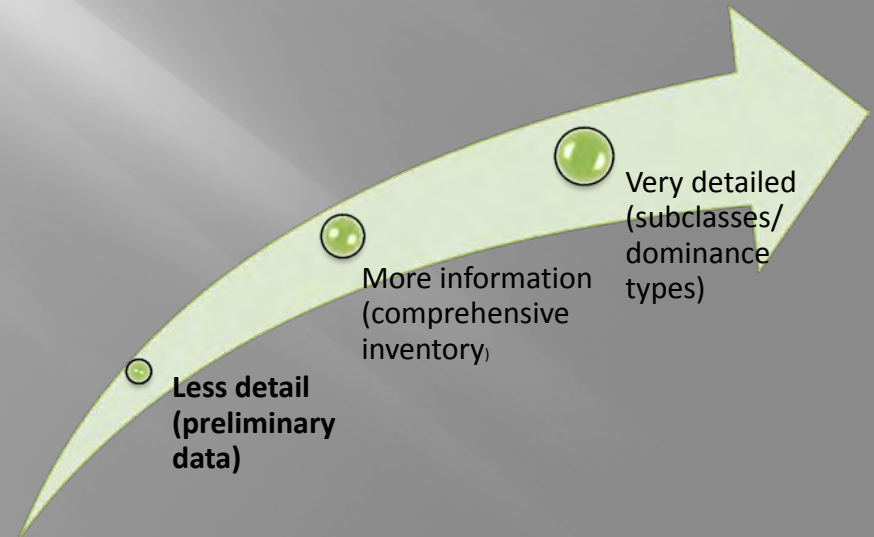 Less detail
(preliminary
data)
More information
(comprehensive
inventory)
Very detailed
(subclasses/
dominance
types)